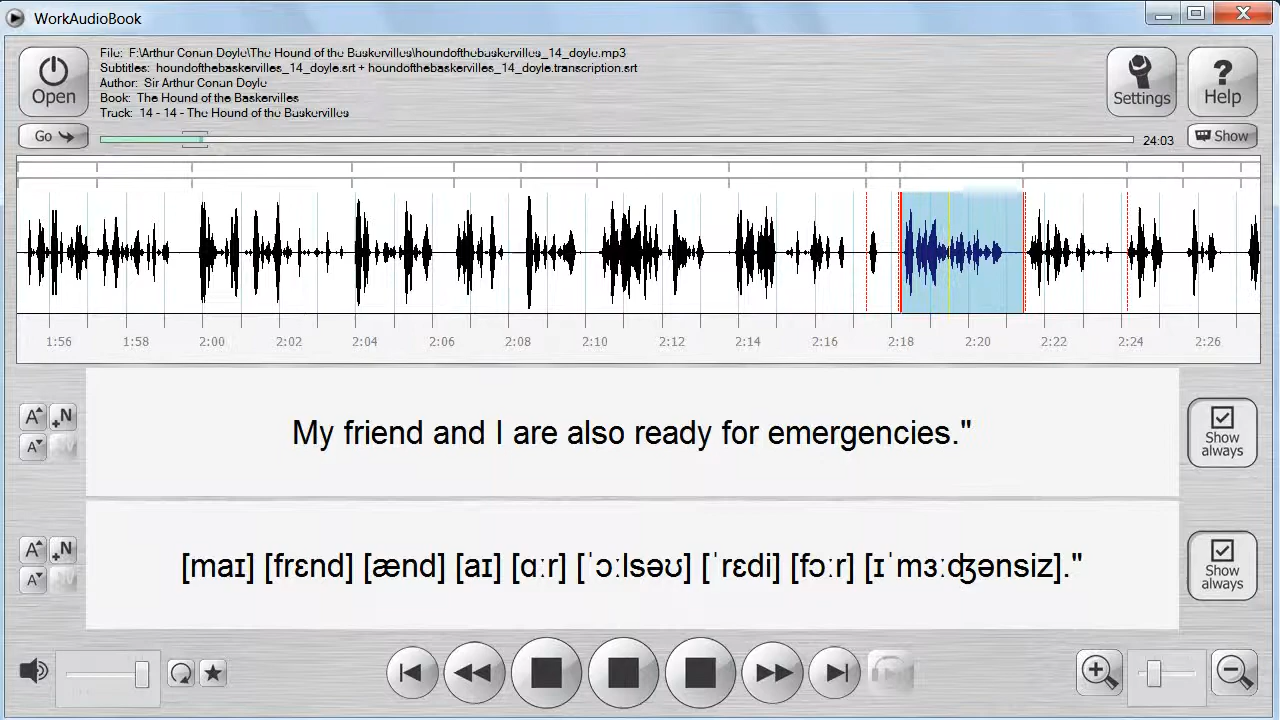 WorkAudioBook
File: F:\Arthur Conan Doyle\The Hound of the Baskervilles\houndofthebaskervilles_14_doyle.mp3
Subtitles: houndofthebaskervilles_14_doyle.srt + houndofthebaskervilles_14_doyle.transcription.srt
Author: Sir Arthur Conan Doyle
Book: The Hound of the Baskervilles
Track: 14 - 14 - The Hound of the Baskervilles
Open
Settings
? Help
Go
24:03
Show
1:56 1:58 2:00 2:02 2:04 2:06 2:08 2:10 2:12 2:14 2:16 2:18 2:20 2:22 2:24 2:26
A +N
A
My friend and I are also ready for emergencies."
Show
always
A +N
A
[maɪ] [frɛnd] [ænd] [aɪ] [ɑːr] [ˈɔːlsəʊ] [ˈrɛdi] [fɔːr] [ɪˈmɜːʤənsiz]."
Show
always